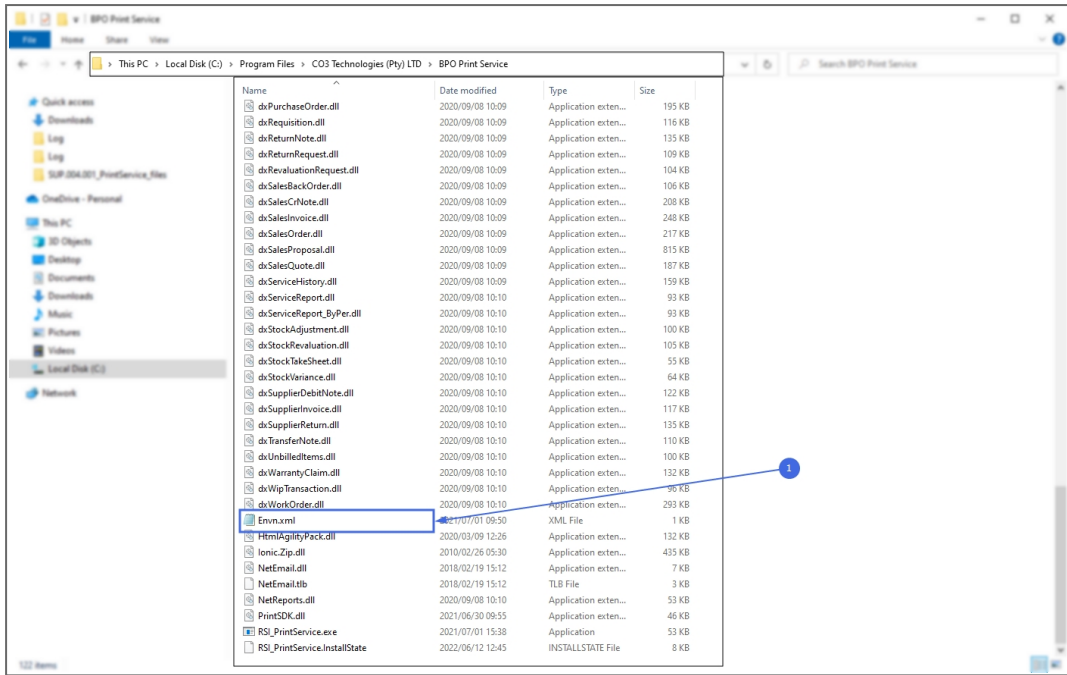 BPO Print Service
File Home Share View
This PC > Local Disk (C:) > Program Files > CO3 Technologies (Pty) LTD > BPO Print Service
Search BPO Print Service
Quick access
Downloads
Log
Log
SUP.004.001_PrintService_files
OneDrive - Personal
This PC
3D Objects
Desktop
Documents
Downloads
Music
Pictures
Videos
Local Disk (C:)
Network
Name Date modified Type Size
dxPurchaseOrder.dll 2020/09/08 10:09 Application exten... 195 KB
dxRequisition.dll 2020/09/08 10:09 Application exten... 116 KB
dxReturnNote.dll 2020/09/08 10:09 Application exten... 135 KB
dxReturnRequest.dll 2020/09/08 10:09 Application exten... 109 KB
dxRevaluationRequest.dll 2020/09/08 10:09 Application exten... 104 KB
dxSalesBackOrder.dll 2020/09/08 10:09 Application exten... 106 KB
dxSalesCrNote.dll 2020/09/08 10:09 Application exten... 208 KB
dxSalesInvoice.dll 2020/09/08 10:09 Application exten... 248 KB
dxSalesOrder.dll 2020/09/08 10:09 Application exten... 217 KB
dxSalesProposal.dll 2020/09/08 10:09 Application exten... 815 KB
dxSalesQuote.dll 2020/09/08 10:09 Application exten... 187 KB
dxServiceHistory.dll 2020/09/08 10:09 Application exten... 159 KB
dxServiceReport.dll 2020/09/08 10:10 Application exten... 93 KB
dxServiceReport_ByPer.dll 2020/09/08 10:10 Application exten... 93 KB
dxStockAdjustment.dll 2020/09/08 10:10 Application exten... 100 KB
dxStockRevaluation.dll 2020/09/08 10:10 Application exten... 105 KB
dxStockTakeSheet.dll 2020/09/08 10:10 Application exten... 55 KB
dxStockVariance.dll 2020/09/08 10:10 Application exten... 64 KB
dxSupplierDebitNote.dll 2020/09/08 10:10 Application exten... 122 KB
dxSupplierInvoice.dll 2020/09/08 10:10 Application exten... 117 KB
dxSupplierReturn.dll 2020/09/08 10:10 Application exten... 135 KB
dxTransferNote.dll 2020/09/08 10:10 Application exten... 110 KB
dxUnbilledItems.dll 2020/09/08 10:10 Application exten... 100 KB
dxWarrantyClaim.dll 2020/09/08 10:10 Application exten... 132 KB
1
dxWipTransaction.dll 2020/09/08 10:10 Application exten... 96 KB
dxWorkOrder.dll 2020/09/08 10:10 Application exten... 293 KB
Envn.xml 2021/07/01 09:50 XML File 1 KB
HtmlAgilityPack.dll 2020/03/09 12:26 Application exten... 132 KB
Ionic.Zip.dll 2010/02/26 05:30 Application exten... 435 KB
NetEmail.dll 2018/02/19 15:12 Application exten... 7 KB
NetEmail.tlb 2018/02/19 15:12 TLB File 3 KB
NetReports.dll 2020/09/08 10:10 Application exten... 53 KB
PrintSDK.dll 2021/06/30 09:55 Application exten... 46 KB
RSI_PrintService.exe 2021/07/01 15:38 Application 53 KB
RSI_PrintService.InstallState 2022/06/12 12:45 INSTALLSTATE File 8 KB
122 items